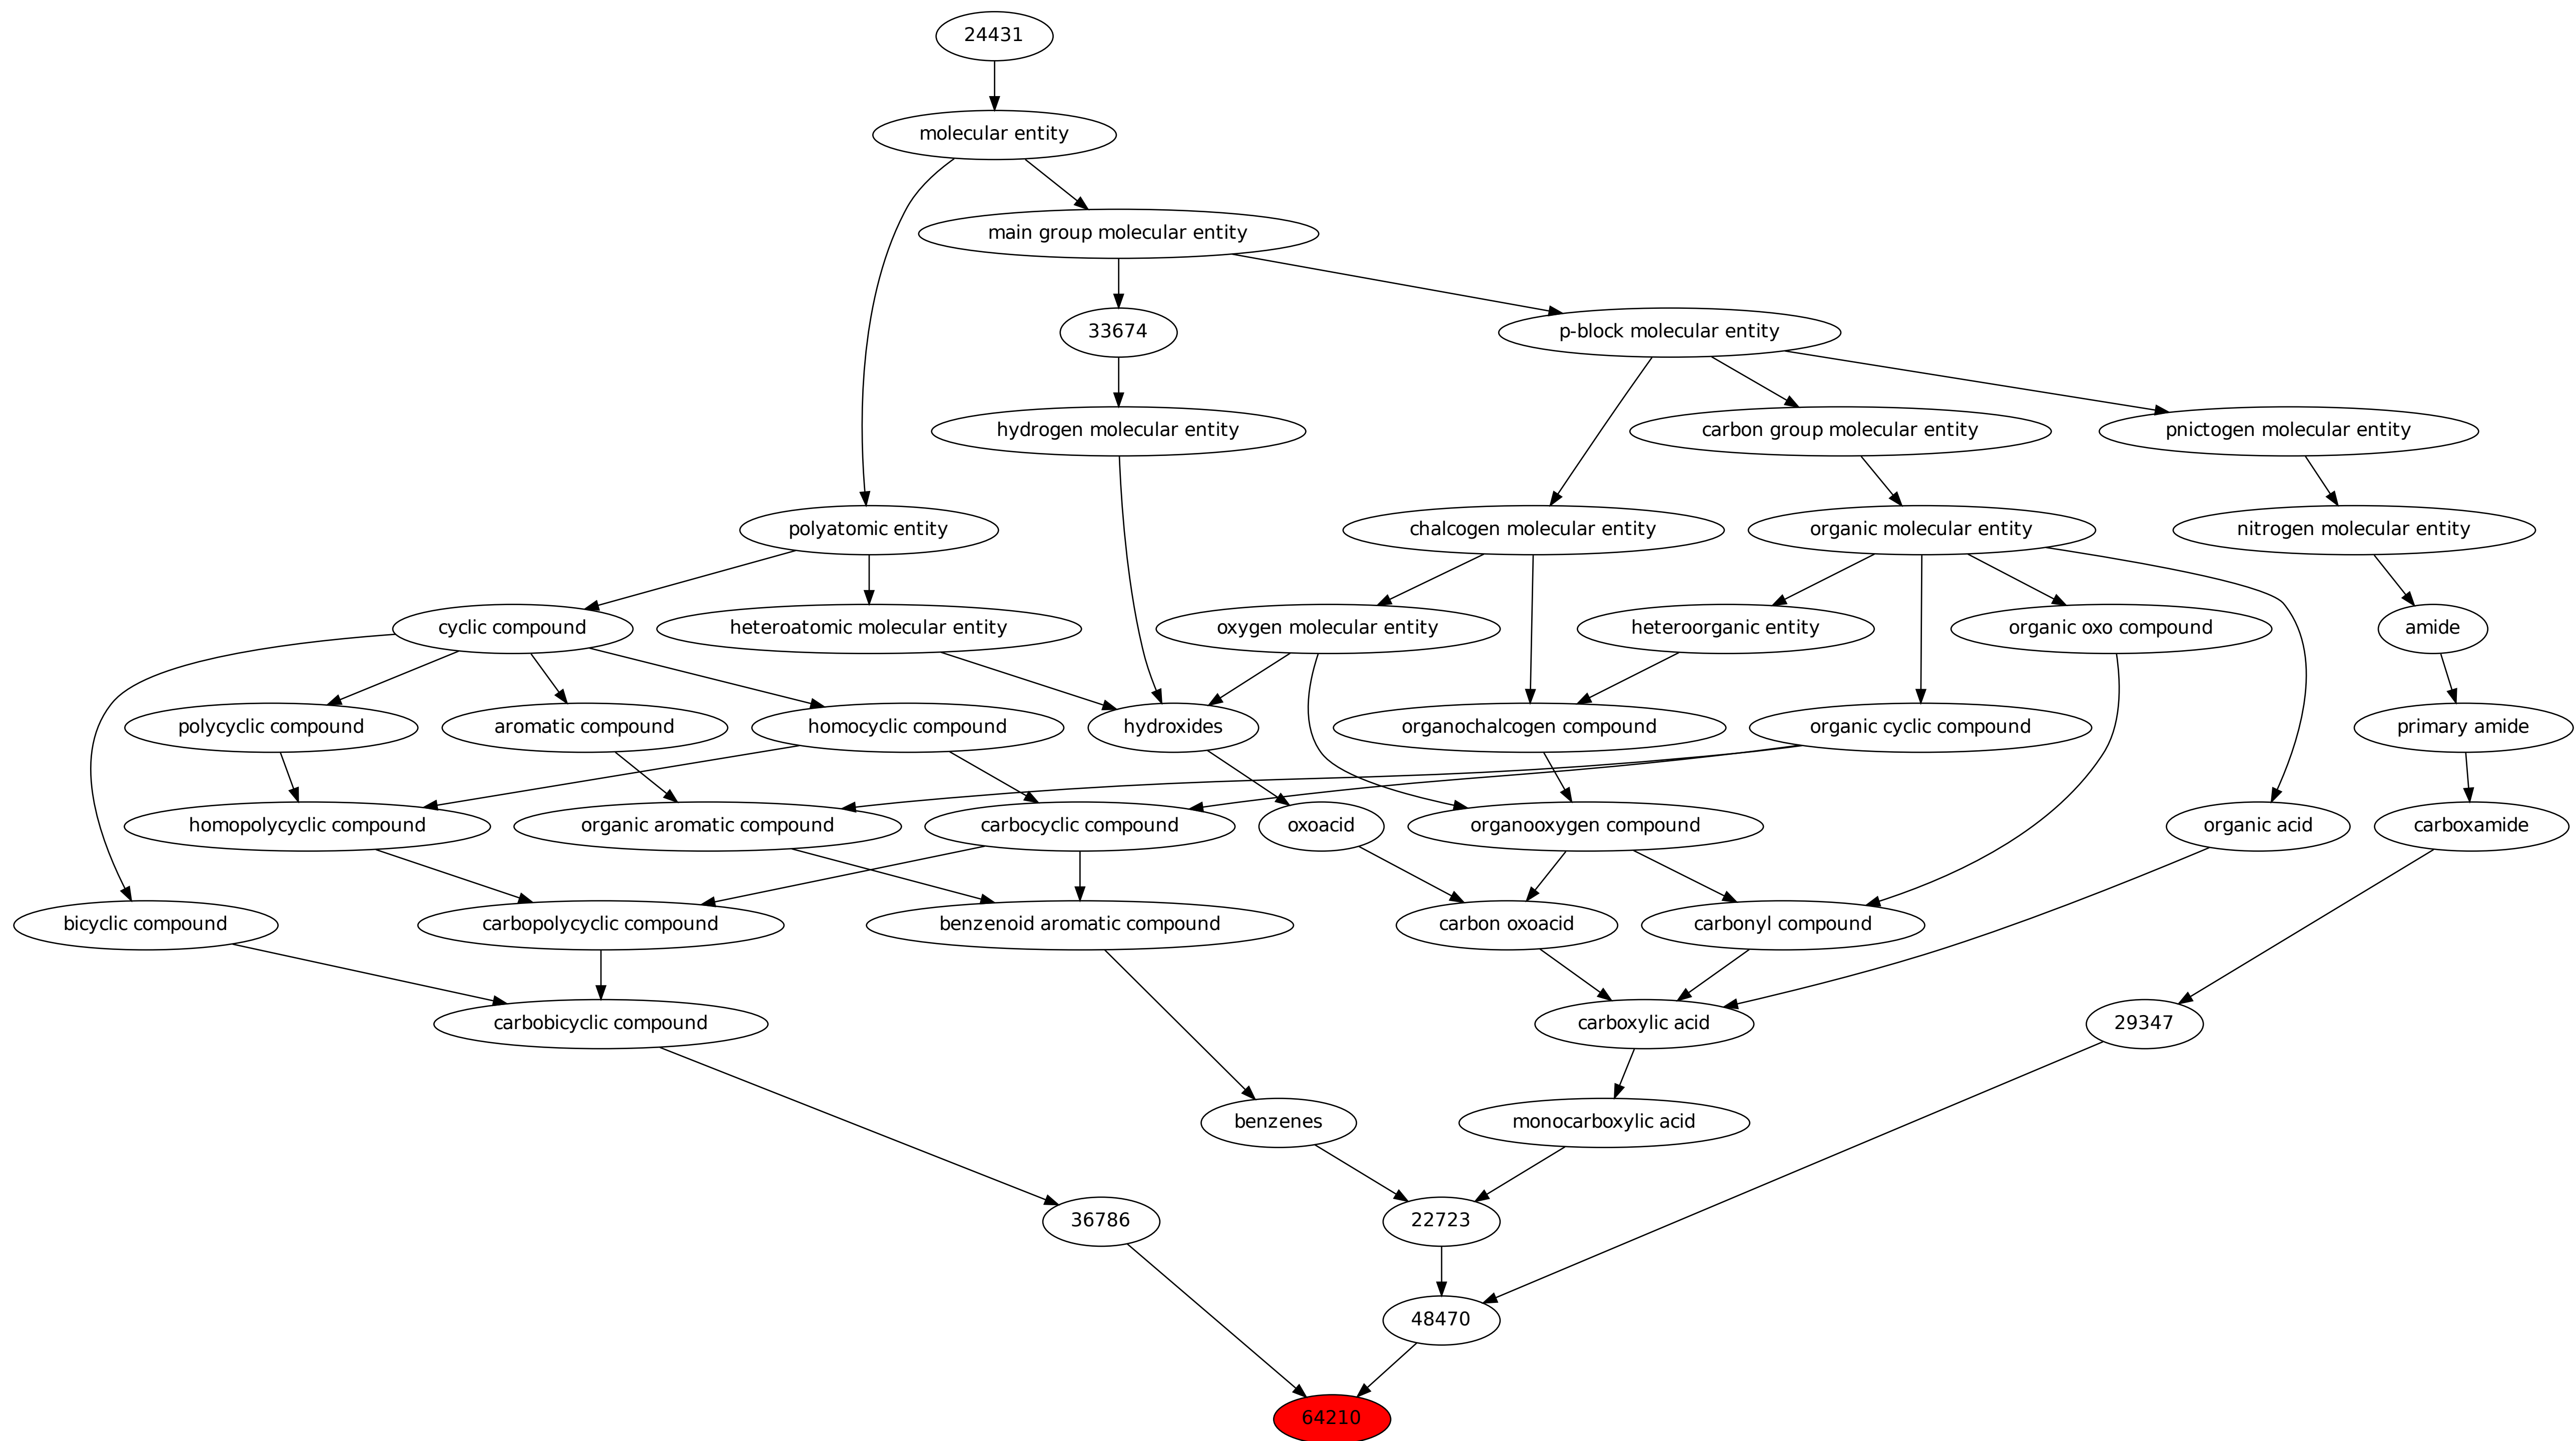 24431
molecular entity
main group molecular entity
33674
p-block molecular entity
hydrogen molecular entity
carbon group molecular entity
pnictogen molecular entity
polyatomic entity
chalcogen molecular entity
organic molecular entity
nitrogen molecular entity
cyclic compound
heteroatomic molecular entity
oxygen molecular entity
heteroorganic entity
organic oxo compound
amide
polycyclic compound
aromatic compound
homocyclic compound
hydroxides
organochalcogen compound
organic cyclic compound
primary amide
homopolycyclic compound
organic aromatic compound
carbocyclic compound
oxoacid
organooxygen compound
organic acid
carboxamide
bicyclic compound
carbopolycyclic compound
benzenoid aromatic compound
carbon oxoacid
carbonyl compound
carbobicyclic compound
carboxylic acid
29347
benzenes
monocarboxylic acid
36786
22723
48470
64210